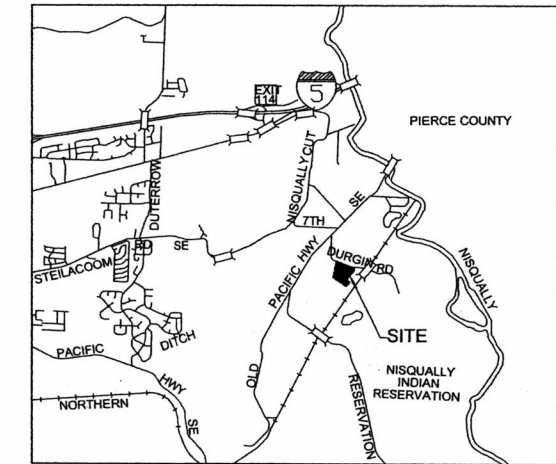 EXIT
114
5
PIERCE COUNTY
NISQUALLY CUT
DUTERROW
7TH
SE
STEILACOOM RD SE
OLD PACIFIC HWY
DURGIN RD
NISQUALLY
SITE
DITCH
PACIFIC HWY SE
NISQUALLY
INDIAN
RESERVATION
NORTHERN
RESERVATION